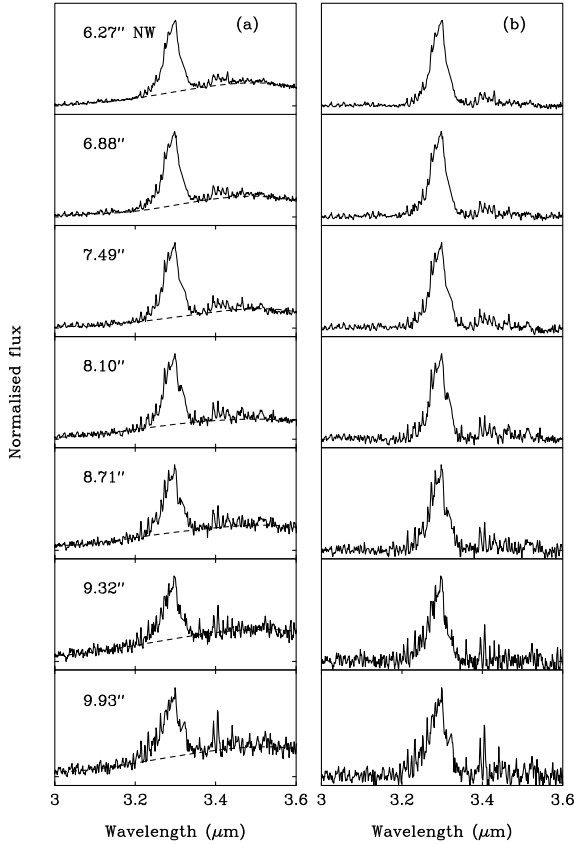 6.27″ NW (a) (b)
6.88″
7.49″
8.10″
8.71″
9.32″
9.93″
Normalised flux
3 3.2 3.4 3.6 3 3.2 3.4 3.6
Wavelength (μm) Wavelength (μm)